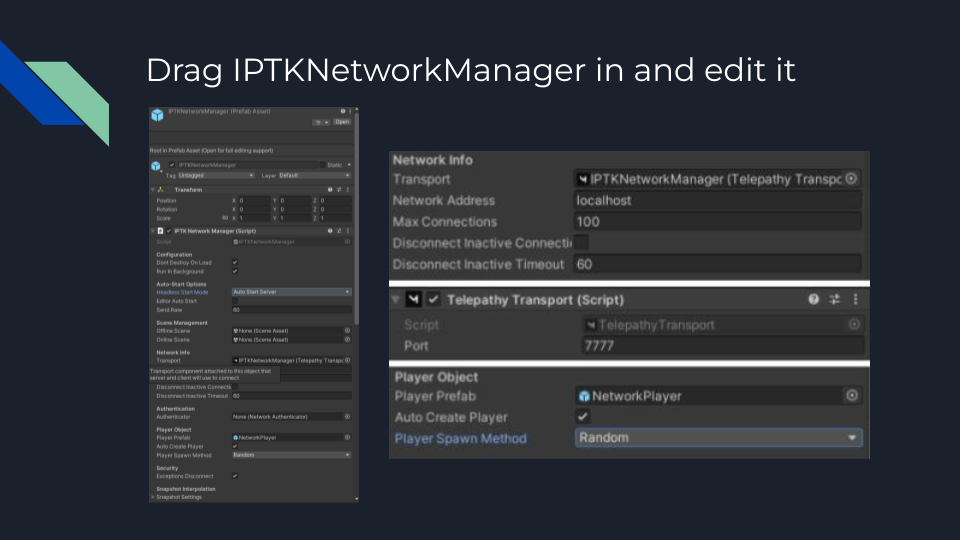 Drag IPTKNetworkManager in and edit it
IPTKNetworkManager (Prefab Asset)
Open
Root in Prefab Asset (Open for full editing support)
IPTKNetworkManager Static
Tag Untagged Layer Default
Transform
Position X 0 Y 0 Z 0
Rotation X 0 Y 0 Z 0
Scale X 1 Y 1 Z 1
IPTK Network Manager (Script)
Script IPTKNetworkManager
Configuration
Dont Destroy On Load
Run In Background
Auto-Start Options
Headless Start Mode Auto Start Server
Editor Auto Start
Send Rate 60
Scene Management
Offline Scene None (Scene Asset)
Online Scene None (Scene Asset)
Network Info
Transport IPTKNetworkManager (Telepathy Transpc
Transport component attached to this object that
server and client will use to connect
Disconnect Inactive Connecti
Disconnect Inactive Timeout 60
Authentication
Authenticator None (Network Authenticator)
Player Object
Player Prefab NetworkPlayer
Auto Create Player
Player Spawn Method Random
Security
Exceptions Disconnect
Snapshot Interpolation
Snapshot Settings
Network Info
Transport IPTKNetworkManager (Telepathy Transpc
Network Address localhost
Max Connections 100
Disconnect Inactive Connecti
Disconnect Inactive Timeout 60
Telepathy Transport (Script)
Script TelepathyTransport
Port 7777
Player Object
Player Prefab NetworkPlayer
Auto Create Player
Player Spawn Method Random